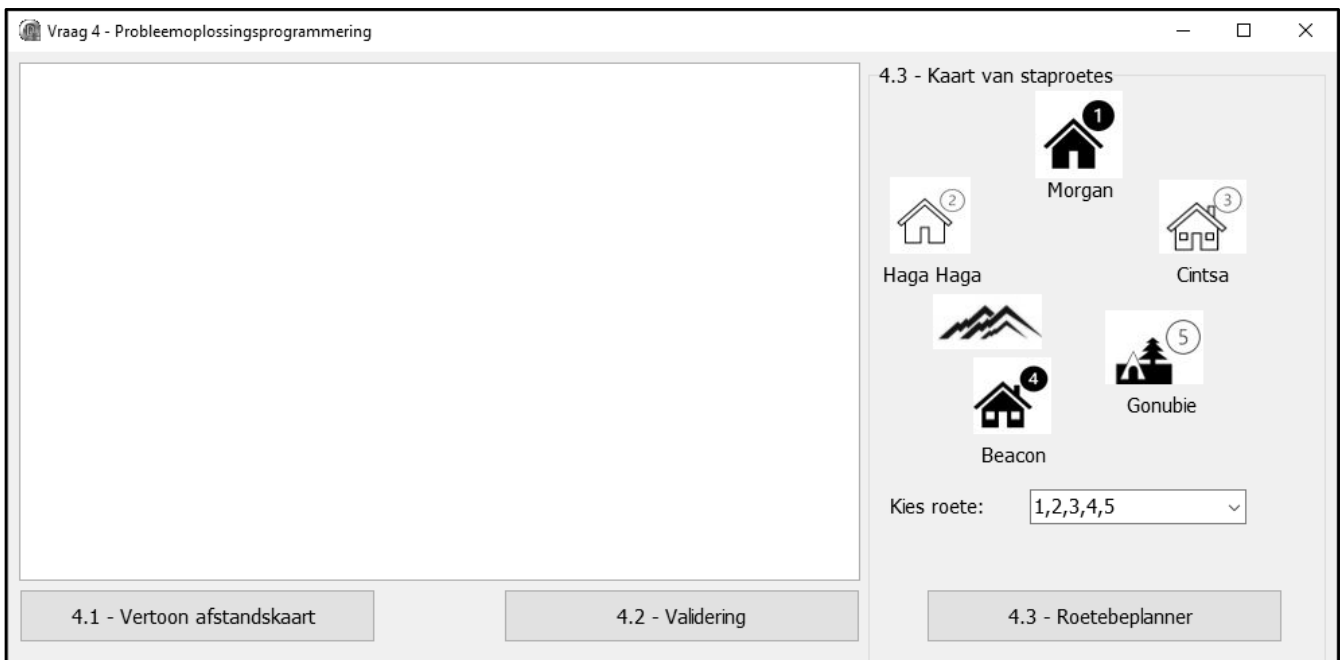 Vraag 4 - Probleemoplossingsprogrammering
4.3 - Kaart van staproetes
1
Morgan
2
Haga Haga
3
Cintsa
4
Beacon
5
Gonubie
Kies roete:
1,2,3,4,5
4.1 - Vertoon afstandskaart
4.2 - Validering
4.3 - Roetebeplanner